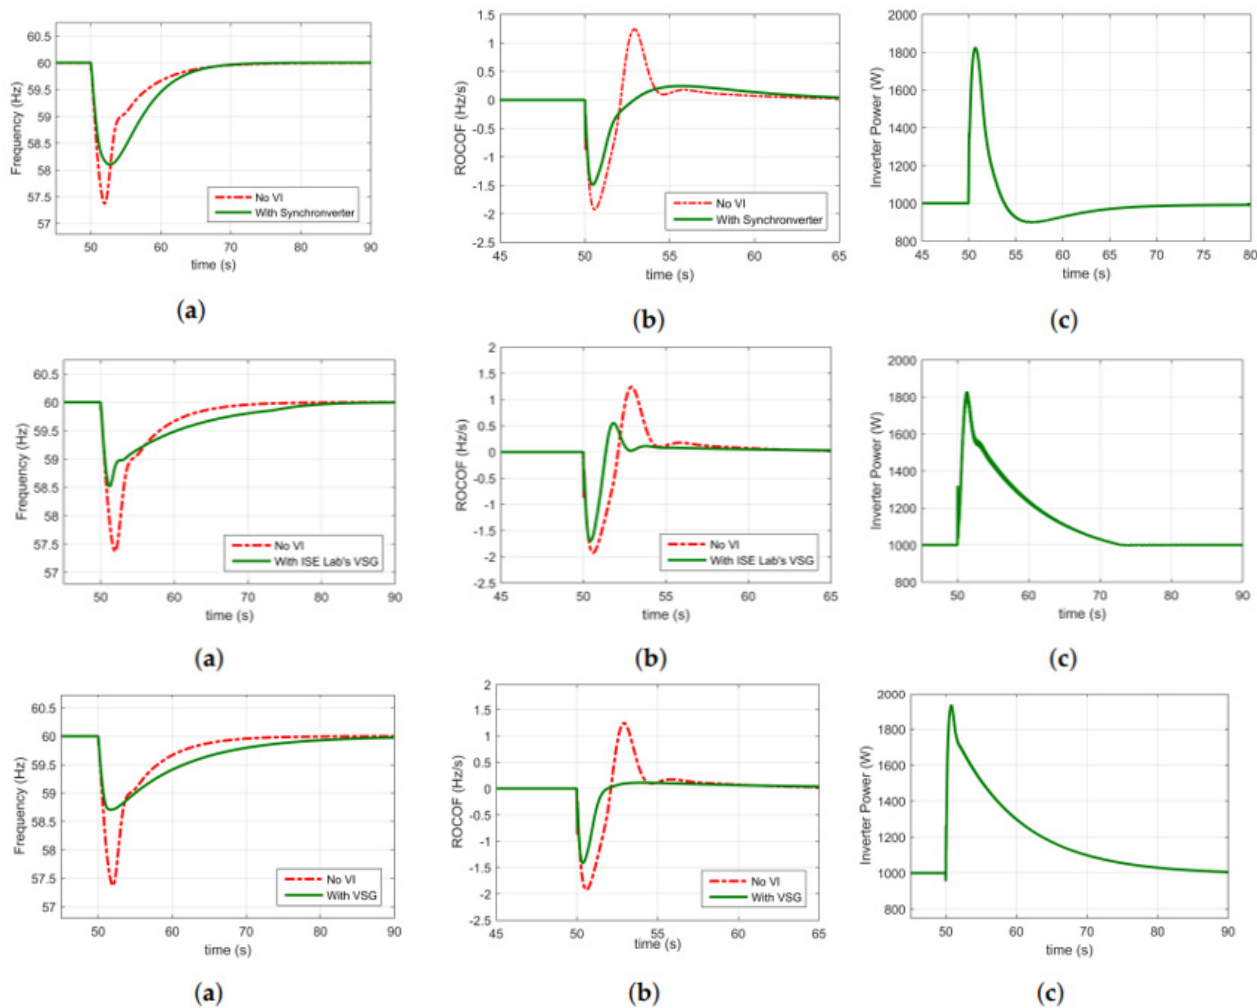 60.5
60
59.5
59
58.5
58
57.5
57
Frequency (Hz)
No VI
With Synchronverter
50 60 70 80 90
time (s)
(a)
1.5
1
0.5
0
-0.5
-1
-1.5
-2
-2.5
ROCOF (Hz/s)
No VI
With Synchronverter
45 50 55 60 65
time (s)
(b)
2000
1800
1600
1400
1200
1000
800
Inverter Power (W)
45 50 55 60 65 70 75 80
time (s)
(c)
60.5
60
59.5
59
58.5
58
57.5
57
Frequency (Hz)
No VI
With ISE Lab's VSG
50 60 70 80 90
time (s)
(a)
2
1.5
1
0.5
0
-0.5
-1
-1.5
-2
-2.5
ROCOF (Hz/s)
No VI
With ISE Lab's VSG
45 50 55 60 65
time (s)
(b)
2000
1800
1600
1400
1200
1000
800
Inverter Power (W)
50 60 70 80 90
time (s)
(c)
60.5
60
59.5
59
58.5
58
57.5
57
Frequency (Hz)
No VI
With VSG
50 60 70 80 90
time (s)
(a)
2
1.5
1
0.5
0
-0.5
-1
-1.5
-2
-2.5
ROCOF (Hz/s)
No VI
With VSG
45 50 55 60 65
time (s)
(b)
2000
1800
1600
1400
1200
1000
800
Inverter Power (W)
50 60 70 80 90
time (s)
(c)